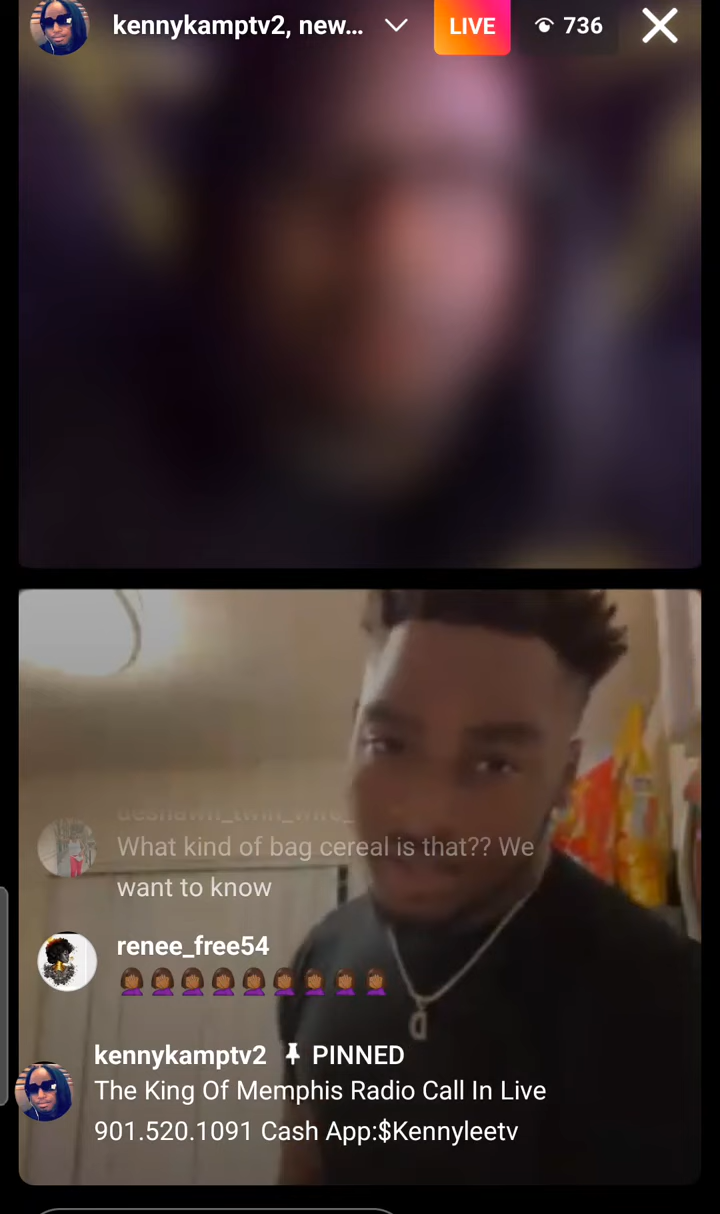 kennykamptv2, new...
LIVE
736
deshawn_twin_wife_
What kind of bag cereal is that?? We
want to know
renee_free54
kennykamptv2 PINNED
The King Of Memphis Radio Call In Live
901.520.1091 Cash App:$Kennyleetv